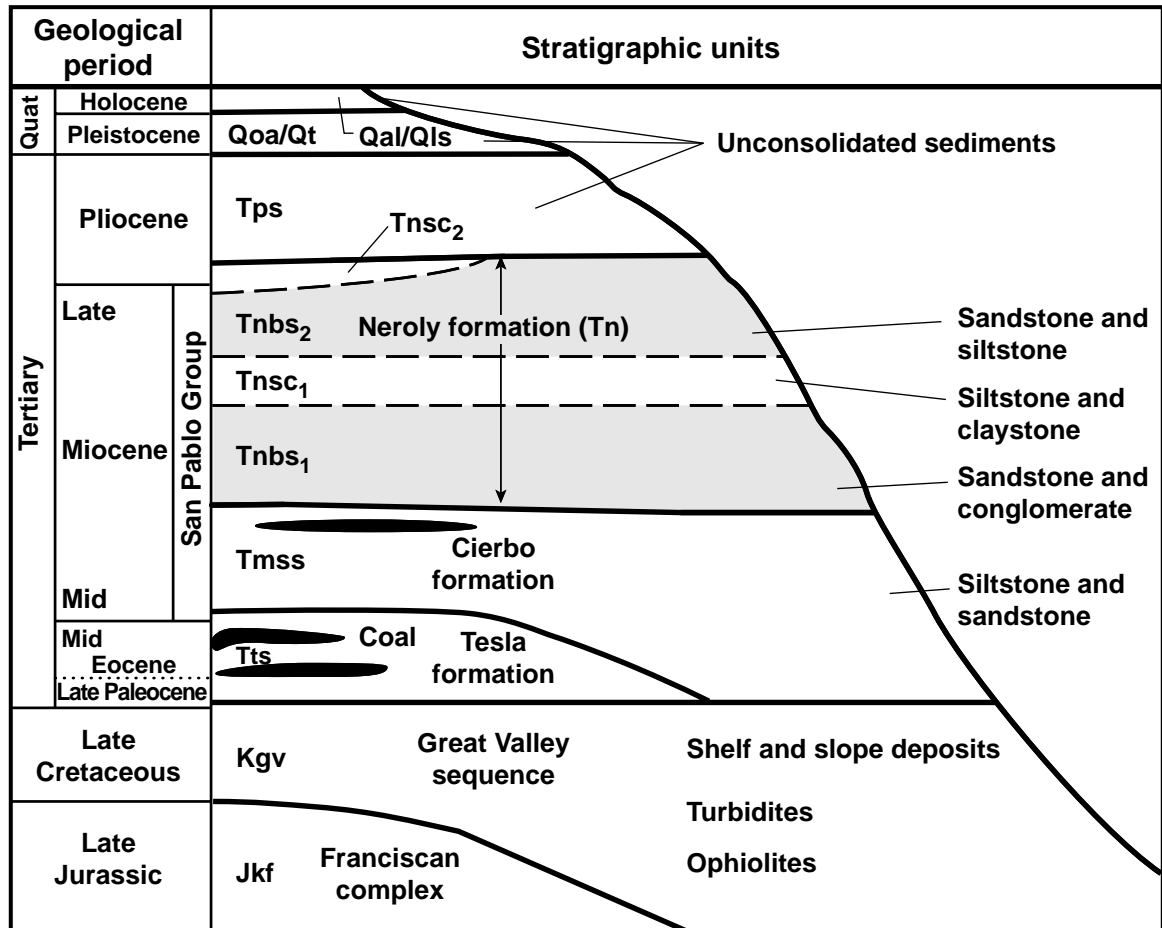 Geological
period
Stratigraphic units
Quat
Holocene
Pleistocene
Qoa/Qt
Qal/Qls
Unconsolidated sediments
Tertiary
Pliocene
Tps
Tnsc2
Late
Miocene
Mid
San Pablo Group
Tnbs2
Neroly formation (Tn)
Sandstone and
siltstone
Tnsc1
Siltstone and
claystone
Tnbs1
Sandstone and
conglomerate
Tmss
Cierbo
formation
Siltstone and
sandstone
Mid
Eocene
Late Paleocene
Coal
Tts
Tesla
formation
Late
Cretaceous
Kgv
Great Valley
sequence
Shelf and slope deposits
Turbidites
Ophiolites
Late
Jurassic
Jkf
Franciscan
complex